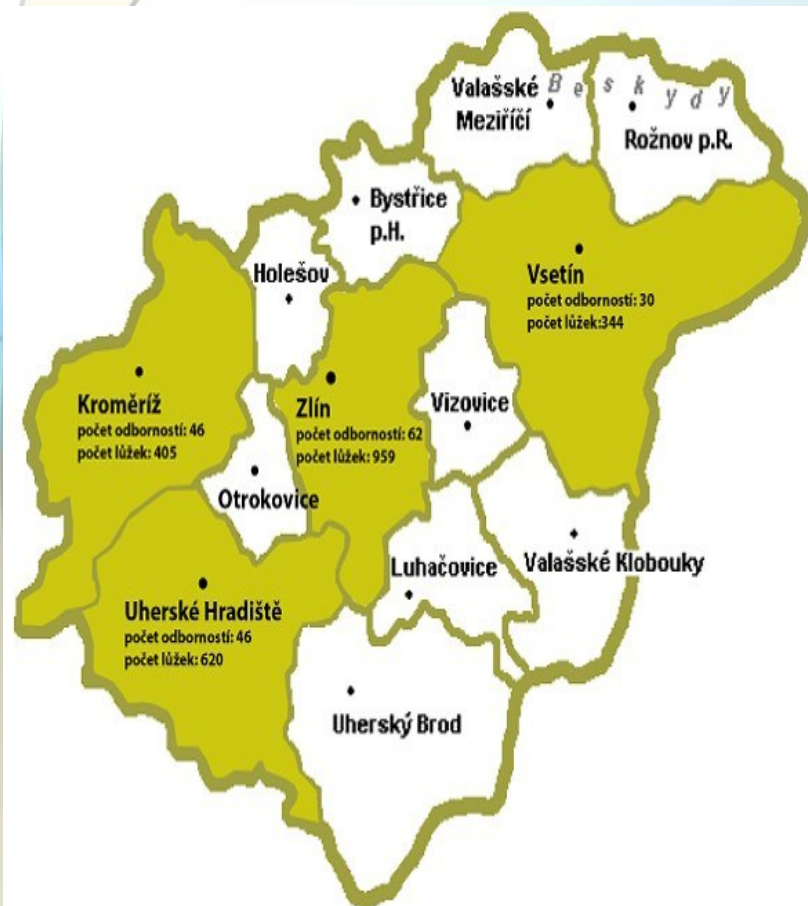 Valašské
Meziříčí
B e s k y d y
Rožnov p.R.
Bystřice
p.H.
Holešov
Vsetín
počet odborností: 30
počet lůžek:344
Kroměríž
počet odborností: 46
počet lůžek: 405
Zlín
počet odborností: 62
počet lůžek: 959
Vizovice
Otrokovice
Luhačovice
Valašské Klobouky
Uherské Hradiště
počet odborností: 46
počet lůžek: 620
Uherský Brod